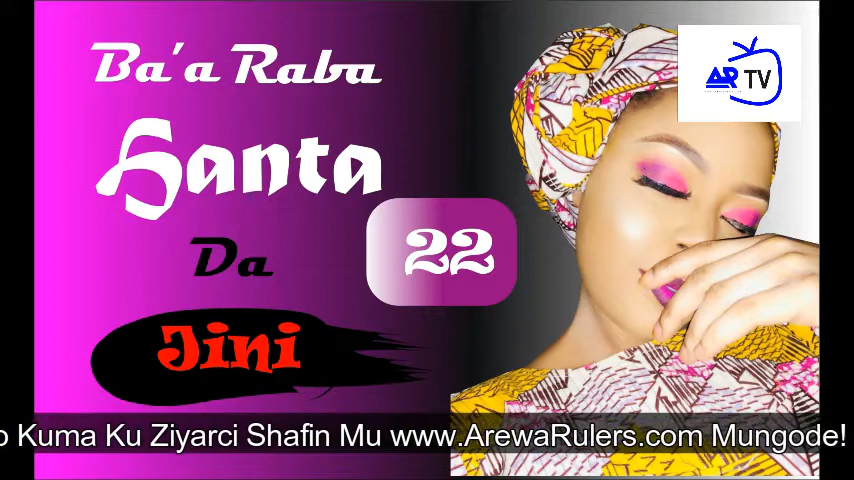 Ba'a Raba
Hanta
Da
Jini
22
AR TV
Kuma Ku Ziyarci Shafin Mu www.ArewaRulers.com Mungode!